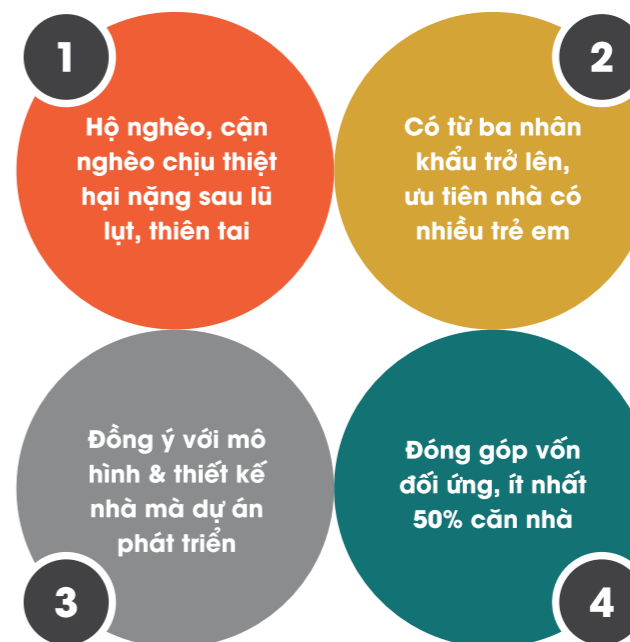 1
Hộ nghèo, cận
nghèo chịu thiệt
hại nặng sau lũ
lụt, thiên tai
2
Có từ ba nhân
khẩu trở lên,
ưu tiên nhà có
nhiều trẻ em
3
Đồng ý với mô
hình & thiết kế
nhà mà dự án
phát triển
4
Đóng góp vốn
đối ứng, ít nhất
50% căn nhà